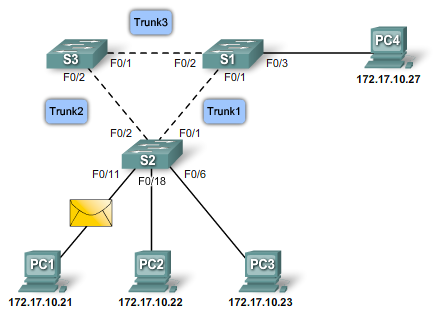 Trunk3
S3
S1
PC4
F0/1
F0/2
F0/3
F0/2
F0/1
172.17.10.27
Trunk2
Trunk1
F0/2
F0/1
S2
F0/11
F0/18
F0/6
PC1
PC2
PC3
172.17.10.21
172.17.10.22
172.17.10.23